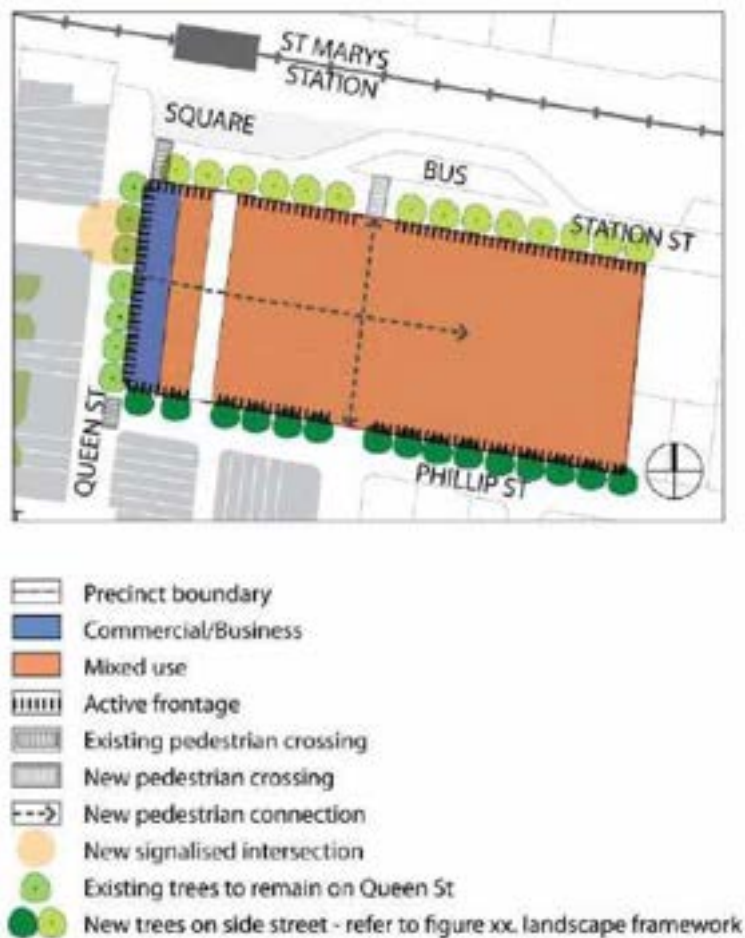 ST MARYS
STATION
SQUARE
BUS
STATION ST
QUEEN ST
PHILLIP ST
Precinct boundary
Commercial/Business
Mixed use
Active frontage
Existing pedestrian crossing
New pedestrian crossing
New pedestrian connection
New signalised intersection
Existing trees to remain on Queen St
New trees on side street - refer to figure xx. landscape framework